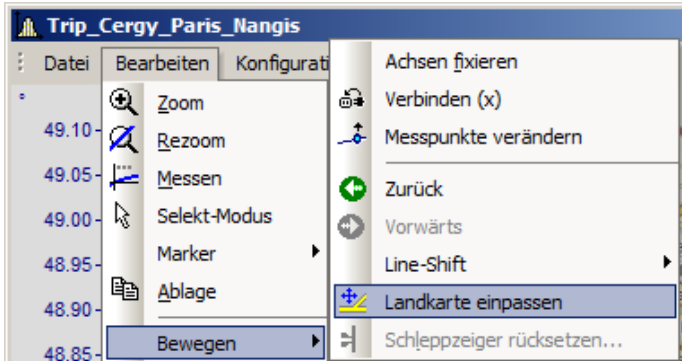 Trip_Cergy_Paris_Nangis
Datei Bearbeiten Konfigurati
°
49.10
49.05
49.00
48.95
48.90
48.85
Zoom
Rezoom
Messen
Selekt-Modus
Marker
Ablage
Bewegen
Achsen fixieren
Verbinden (x)
Messpunkte verändern
Zurück
Vorwärts
Line-Shift
Landkarte einpassen
Schleppzeiger rücksetzen...